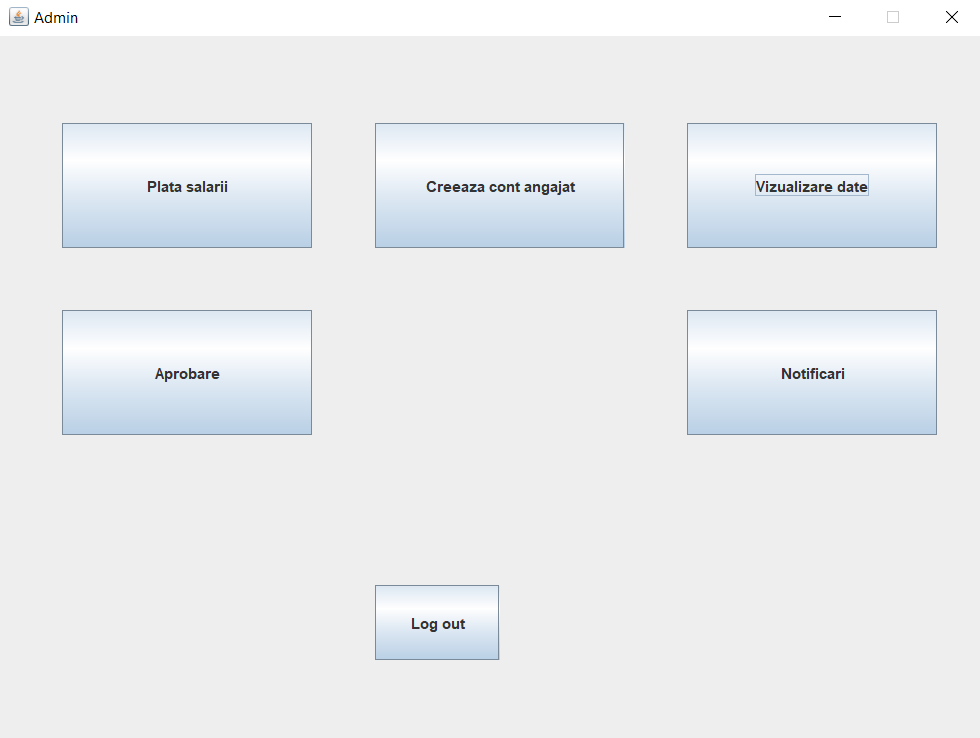 Admin
Plata salarii
Creeaza cont angajat
Vizualizare date
Aprobare
Notificari
Log out